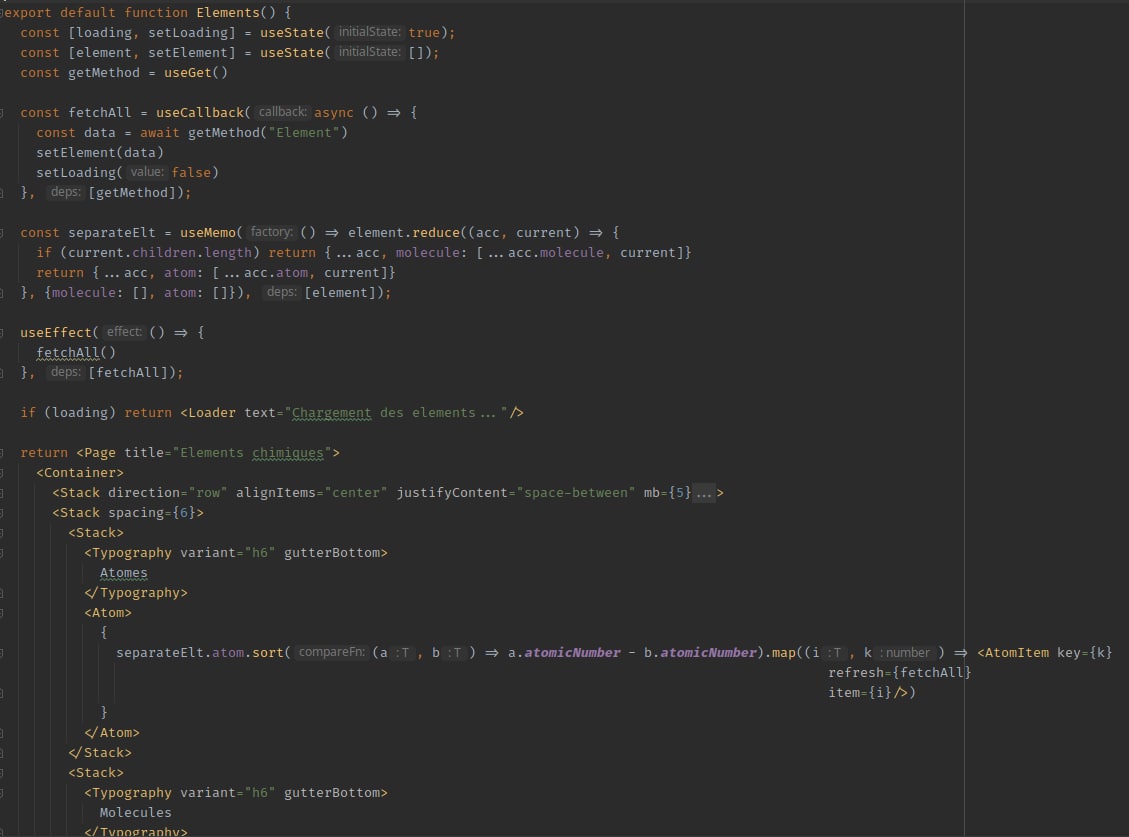 export default function Elements() {
const [loading, setLoading] = useState( initialState: true);
const [element, setElement] = useState( initialState: []);
const getMethod = useGet()
const fetchAll = useCallback( callback: async () => {
const data = await getMethod("Element")
setElement(data)
setLoading( value: false)
}, deps: [getMethod]);
const separateElt = useMemo( factory: () => element.reduce((acc, current) => {
if (current.children.length) return {...acc, molecule: [...acc.molecule, current]}
return {...acc, atom: [...acc.atom, current]}
}, {molecule: [], atom: []}), deps: [element]);
useEffect( effect: () => {
fetchAll()
}, deps: [fetchAll]);
if (loading) return <Loader text="Chargement des elements..."/>
return <Page title="Elements chimiques">
<Container>
<Stack direction="row" alignItems="center" justifyContent="space-between" mb={5}...>
<Stack spacing={6}>
<Stack>
<Typography variant="h6" gutterBottom>
Atomes
</Typography>
<Atom>
{
separateElt.atom.sort( compareFn: (a :T , b :T ) => a.atomicNumber - b.atomicNumber).map((i :T , k :number ) => <AtomItem key={k}
refresh={fetchAll}
item={i}/>)
}
</Atom>
</Stack>
<Stack>
<Typography variant="h6" gutterBottom>
Molecules
</Typography>